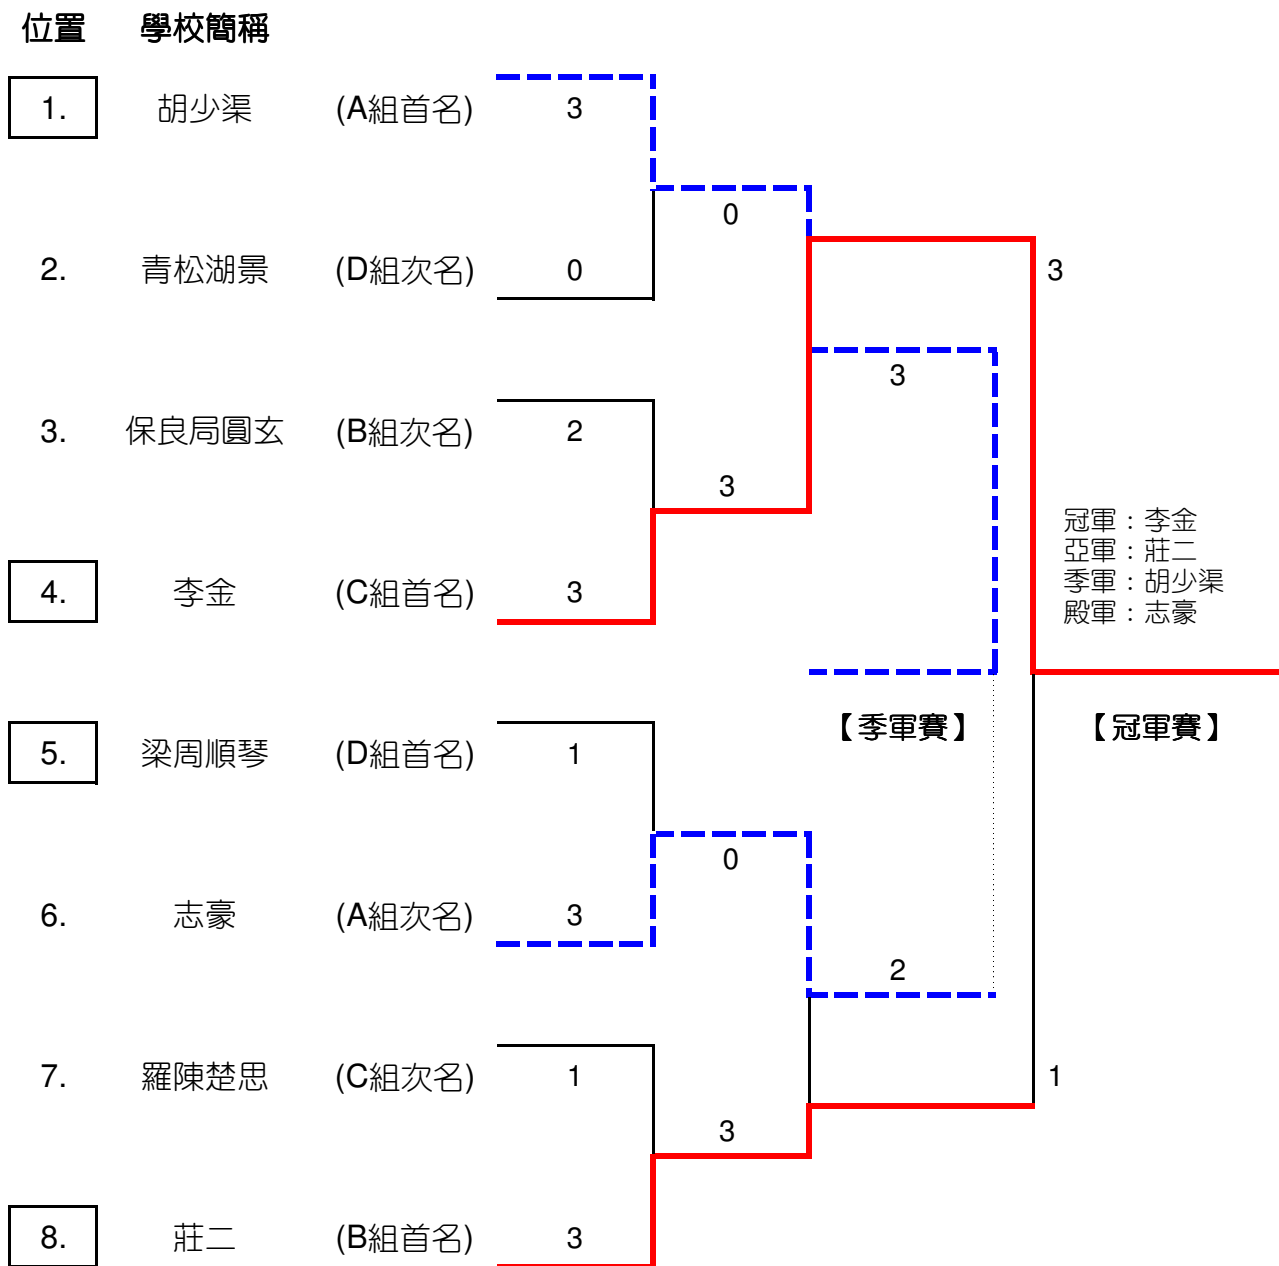 位置 學校簡稱
1. 胡少渠 (A組首名) 3
0
2. 青松湖景 (D組次名) 0
3
3
3. 保良局圓玄 (B組次名) 2
3
冠軍：李金
亞軍：莊二
季軍：胡少渠
殿軍：志豪
4. 李金 (C組首名) 3
【季軍賽】 【冠軍賽】
5. 梁周順琴 (D組首名) 1
0
6. 志豪 (A組次名) 3
2
7. 羅陳楚思 (C組次名) 1
1
3
8. 莊二 (B組首名) 3